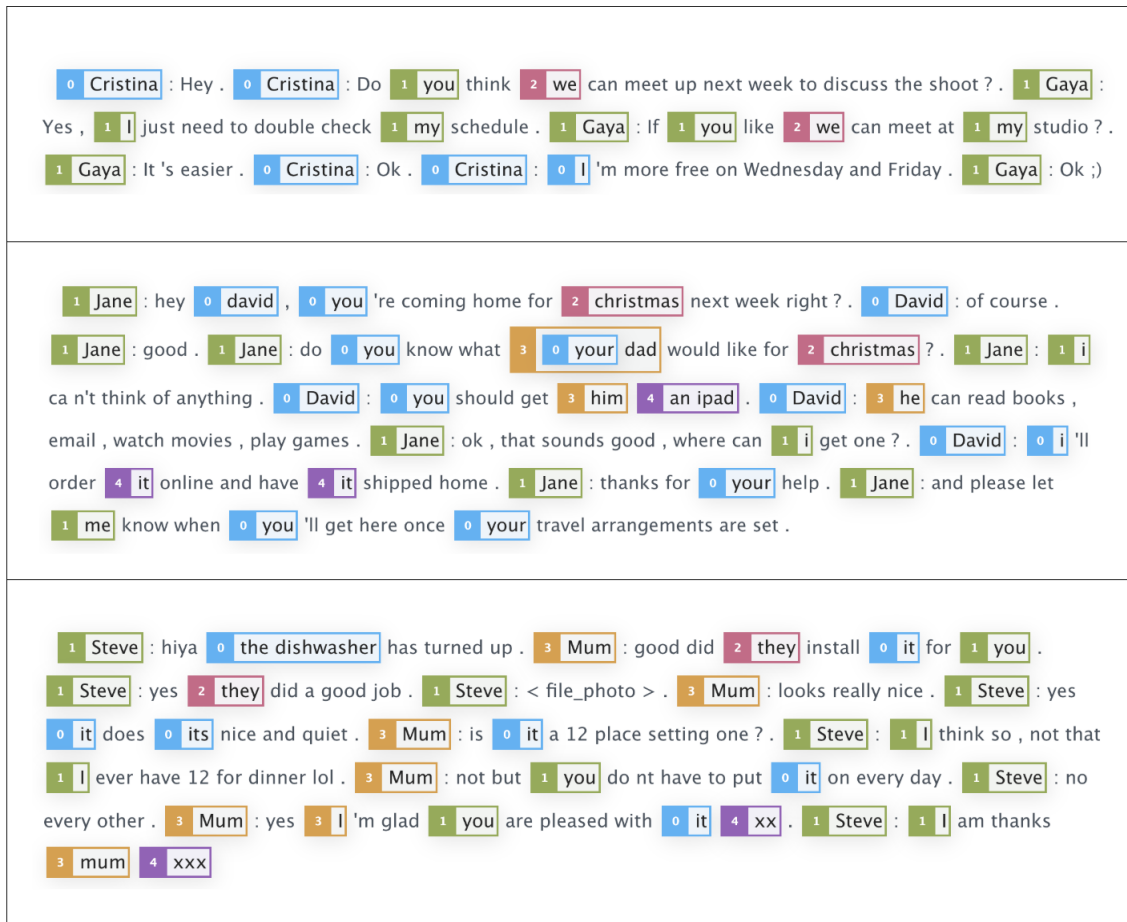 0 Cristina : Hey . 0 Cristina : Do 1 you think 2 we can meet up next week to discuss the shoot ? . 1 Gaya :
Yes , 1 I just need to double check 1 my schedule . 1 Gaya : If 1 you like 2 we can meet at 1 my studio ? .
1 Gaya : It 's easier . 0 Cristina : Ok . 0 Cristina : 0 I 'm more free on Wednesday and Friday . 1 Gaya : Ok ;)
1 Jane : hey 0 david , 0 you 're coming home for 2 christmas next week right ? . 0 David : of course .
1 Jane : good . 1 Jane : do 0 you know what 3 0 your dad would like for 2 christmas ? . 1 Jane : 1 i
ca n't think of anything . 0 David : 0 you should get 3 him 4 an ipad . 0 David : 3 he can read books ,
email , watch movies , play games . 1 Jane : ok , that sounds good , where can 1 i get one ? . 0 David : 0 i 'll
order 4 it online and have 4 it shipped home . 1 Jane : thanks for 0 your help . 1 Jane : and please let
1 me know when 0 you 'll get here once 0 your travel arrangements are set .
1 Steve : hiya 0 the dishwasher has turned up . 3 Mum : good did 2 they install 0 it for 1 you .
1 Steve : yes 2 they did a good job . 1 Steve : < file_photo > . 3 Mum : looks really nice . 1 Steve : yes
0 it does 0 its nice and quiet . 3 Mum : is 0 it a 12 place setting one ? . 1 Steve : 1 I think so , not that
1 I ever have 12 for dinner lol . 3 Mum : not but 1 you do nt have to put 0 it on every day . 1 Steve : no
every other . 3 Mum : yes 3 I 'm glad 1 you are pleased with 0 it 4 xx . 1 Steve : 1 I am thanks
3 mum 4 xxx